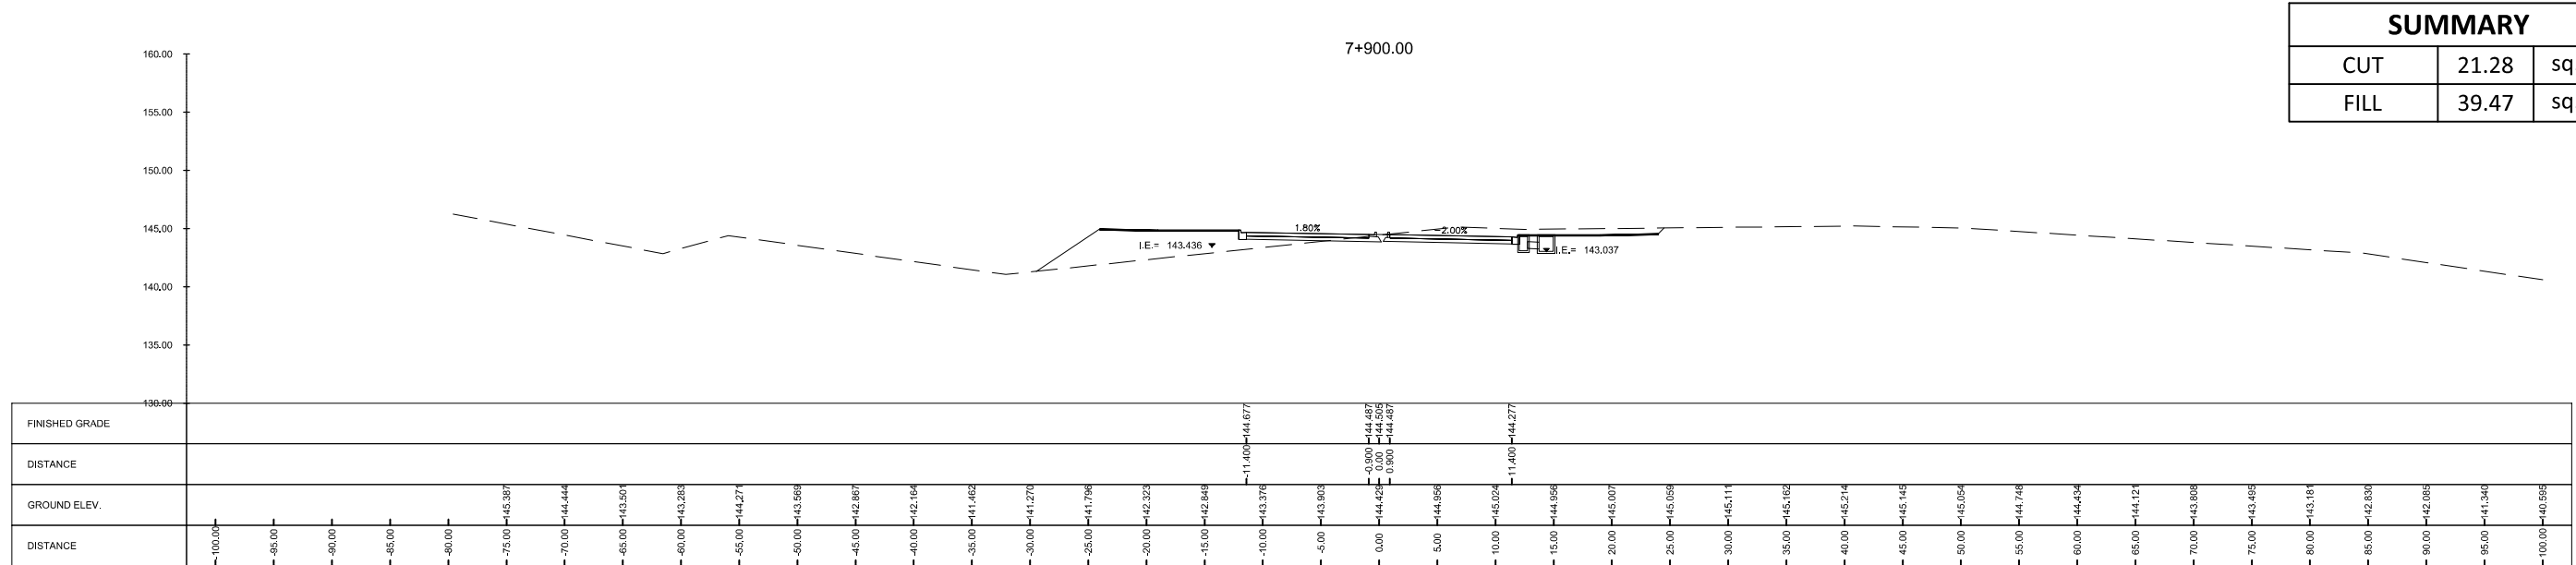 SUMMARY
CUT 21.28 sq
FILL 39.47 sq
7+900.00
160.00
155.00
150.00
145.00
140.00
135.00
130.00
1.80%
-2.00%
I.E.= 143.436
I.E.= 143.037
FINISHED GRADE 144.677 144.487 144.505 144.487 144.277
DISTANCE -11.400 -0.900 0.00 0.900 11.400
GROUND ELEV. 145.387 144.444 143.501 143.283 144.271 143.569 142.867 142.164 141.462 141.270 141.796 142.323 142.849 143.376 143.903 144.429 144.956 145.024 144.956 145.007 145.059 145.111 145.162 145.214 145.145 145.054 144.748 144.434 144.121 143.808 143.495 143.181 142.830 142.085 141.340 140.595
DISTANCE -100.00 -95.00 -90.00 -85.00 -80.00 -75.00 -70.00 -65.00 -60.00 -55.00 -50.00 -45.00 -40.00 -35.00 -30.00 -25.00 -20.00 -15.00 -10.00 -5.00 0.00 5.00 10.00 15.00 20.00 25.00 30.00 35.00 40.00 45.00 50.00 55.00 60.00 65.00 70.00 75.00 80.00 85.00 90.00 95.00 100.00